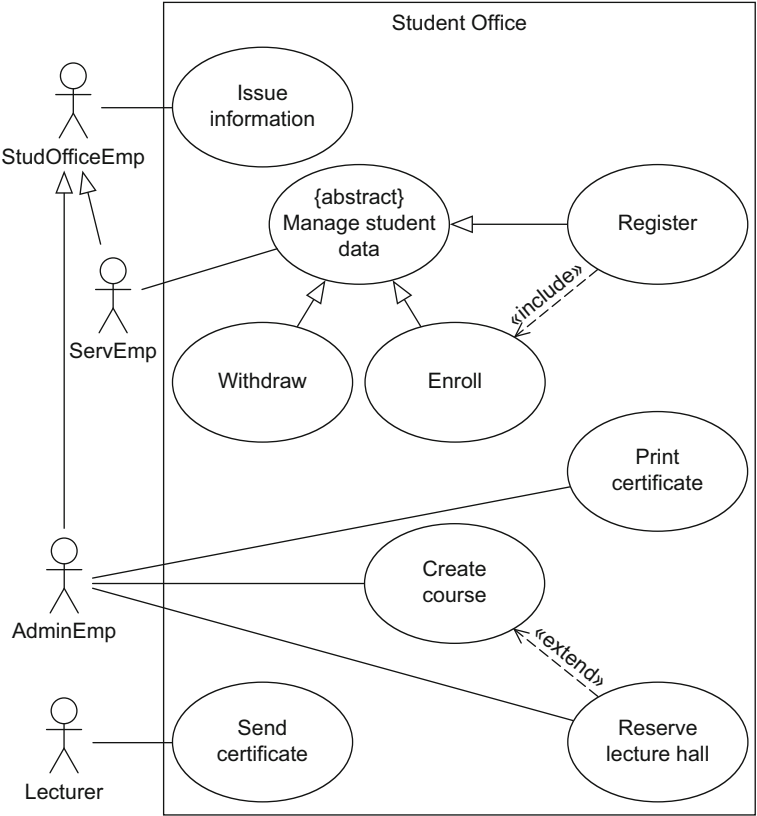 Student Office
Issue
information
StudOfficeEmp
{abstract}
Manage student
data
Register
«include»
ServEmp
Withdraw
Enroll
Print
certificate
Create
course
AdminEmp
«extend»
Send
certificate
Reserve
lecture hall
Lecturer